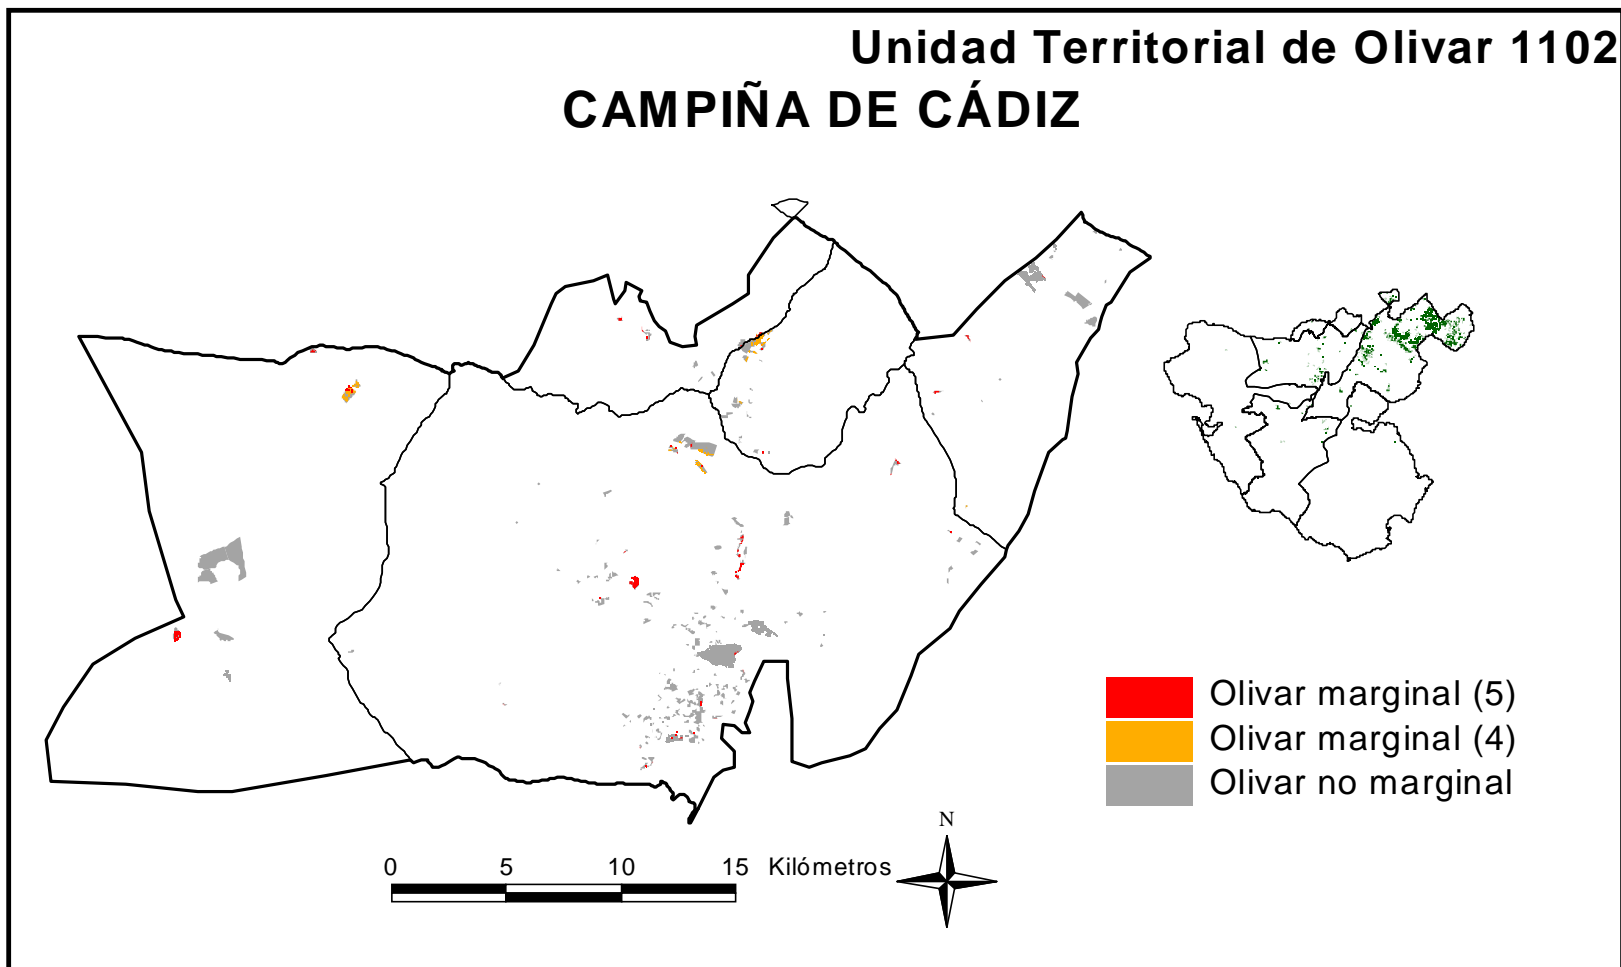 Unidad Territorial de Olivar 1102
CAMPIÑA DE CÁDIZ
Olivar marginal (5)
Olivar marginal (4)
Olivar no marginal
N
0 5 10 15 Kilómetros